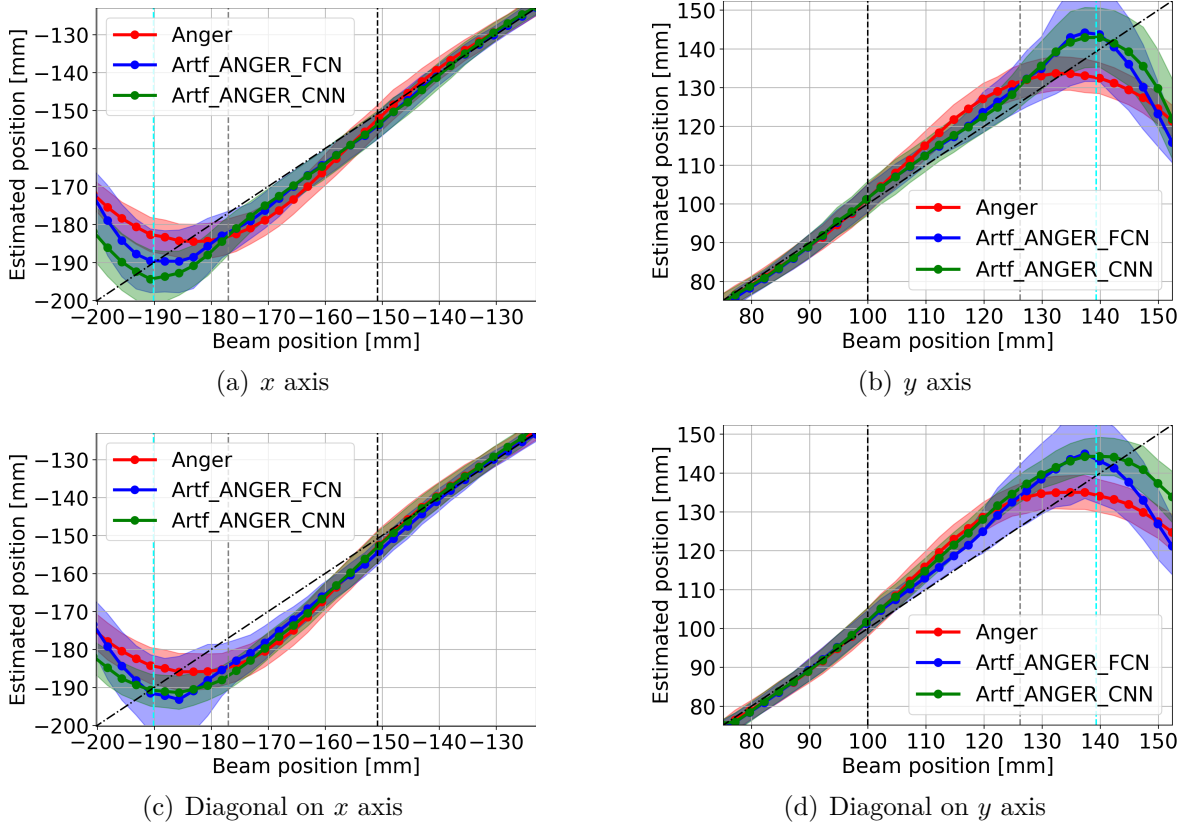 Estimated position [mm]
−130
−140
−150
−160
−170
−180
−190
−200
Anger
Artf_ANGER_FCN
Artf_ANGER_CNN
−200 −190 −180 −170 −160 −150 −140 −130
Beam position [mm]
(a) x axis
Estimated position [mm]
150
140
130
120
110
100
90
80
Anger
Artf_ANGER_FCN
Artf_ANGER_CNN
80 90 100 110 120 130 140 150
Beam position [mm]
(b) y axis
Estimated position [mm]
−130
−140
−150
−160
−170
−180
−190
−200
Anger
Artf_ANGER_FCN
Artf_ANGER_CNN
−200 −190 −180 −170 −160 −150 −140 −130
Beam position [mm]
(c) Diagonal on x axis
Estimated position [mm]
150
140
130
120
110
100
90
80
Anger
Artf_ANGER_FCN
Artf_ANGER_CNN
80 90 100 110 120 130 140 150
Beam position [mm]
(d) Diagonal on y axis